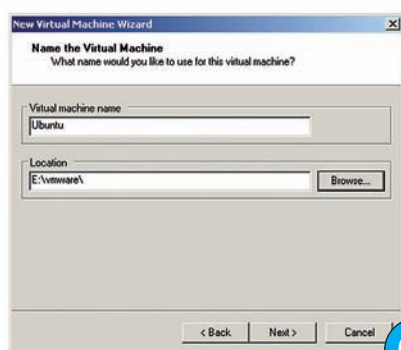 New Virtual Machine Wizard
Name the Virtual Machine
What name would you like to use for this virtual machine?
Virtual machine name
Ubuntu
Location
E:\vmware\
Browse...
< Back
Next >
Cancel